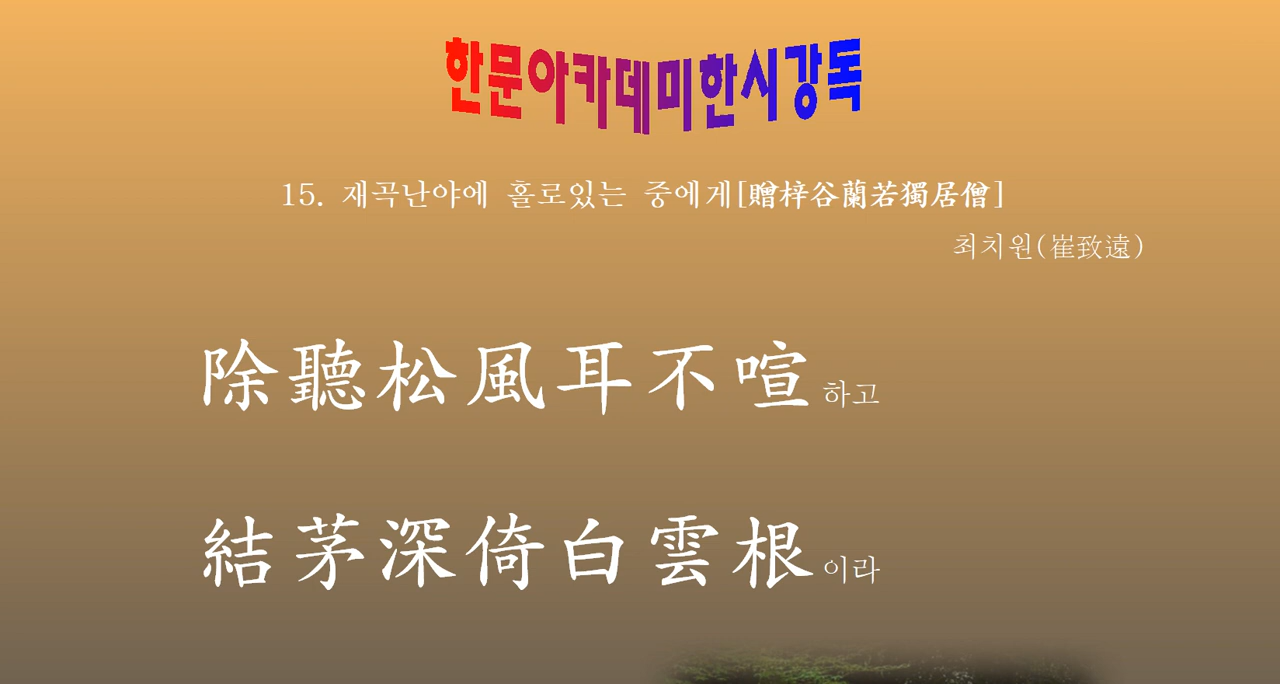 한문아카데미한시강독
15. 재곡난야에 홀로있는 중에게[贈梓谷蘭若獨居僧]
최치원(崔致遠)
除聽松風耳不喧하고
結茅深倚白雲根이라